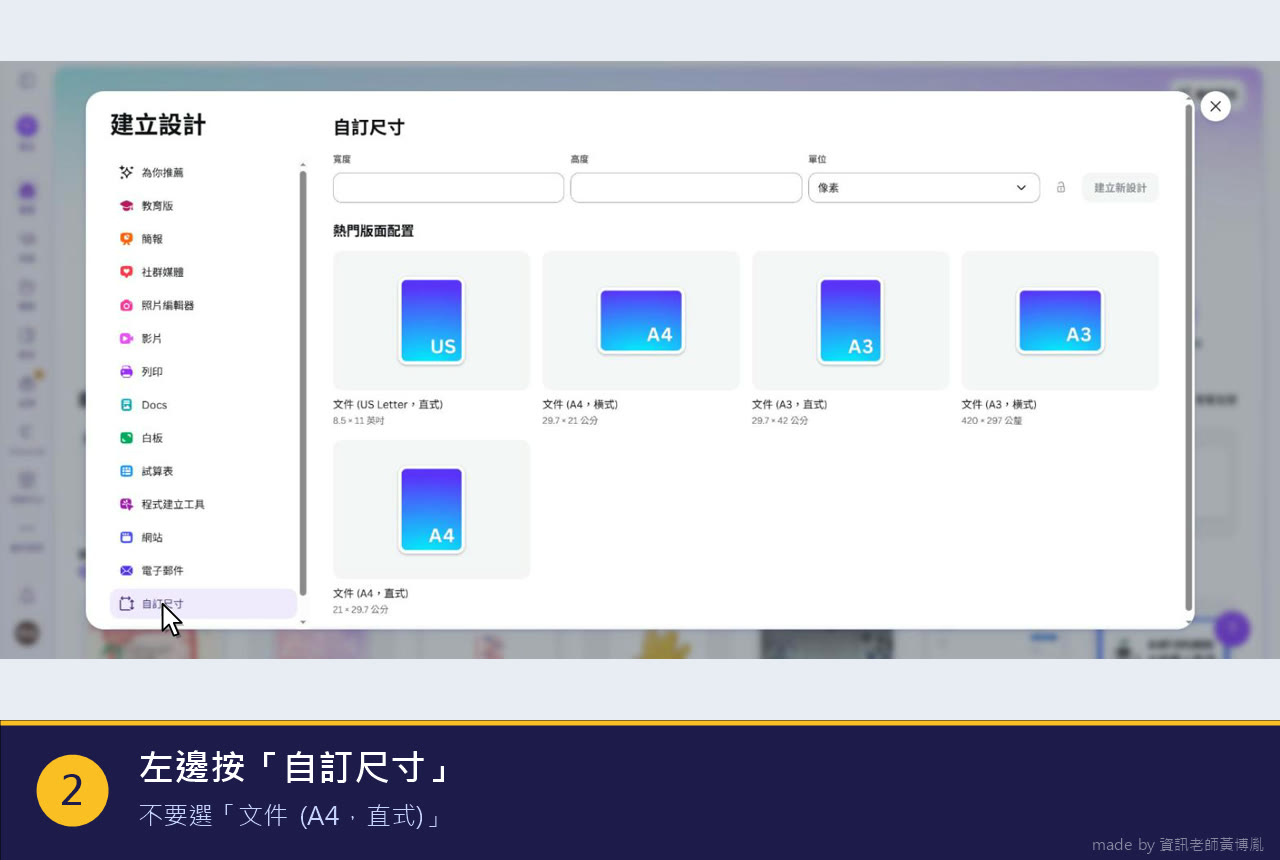 建立設計
為你推薦
教育版
簡報
社群媒體
照片編輯器
影片
列印
Docs
白板
試算表
程式建立工具
網站
電子郵件
自訂尺寸
自訂尺寸
寬度
高度
單位
像素
建立新設計
熱門版面配置
US
A4
A3
A3
文件 (US Letter，直式)
文件 (A4，橫式)
文件 (A3，直式)
文件 (A3，橫式)
8.5 × 11 英吋
29.7 × 21 公分
29.7 × 42 公分
420 × 297 公釐
A4
文件 (A4，直式)
21 × 29.7 公分
2
左邊按「自訂尺寸」
不要選「文件 (A4，直式)」
made by 資訊老師黃博胤